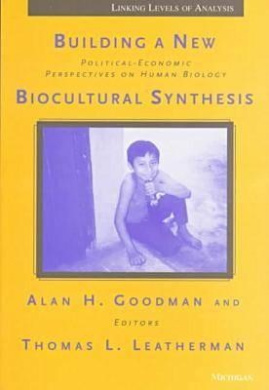 LINKING LEVELS OF ANALYSIS
BUILDING A NEW
POLITICAL-ECONOMIC
PERSPECTIVES ON HUMAN BIOLOGY
BIOCULTURAL SYNTHESIS
ALAN H. GOODMAN AND
EDITORS
THOMAS L. LEATHERMAN
MICHIGAN